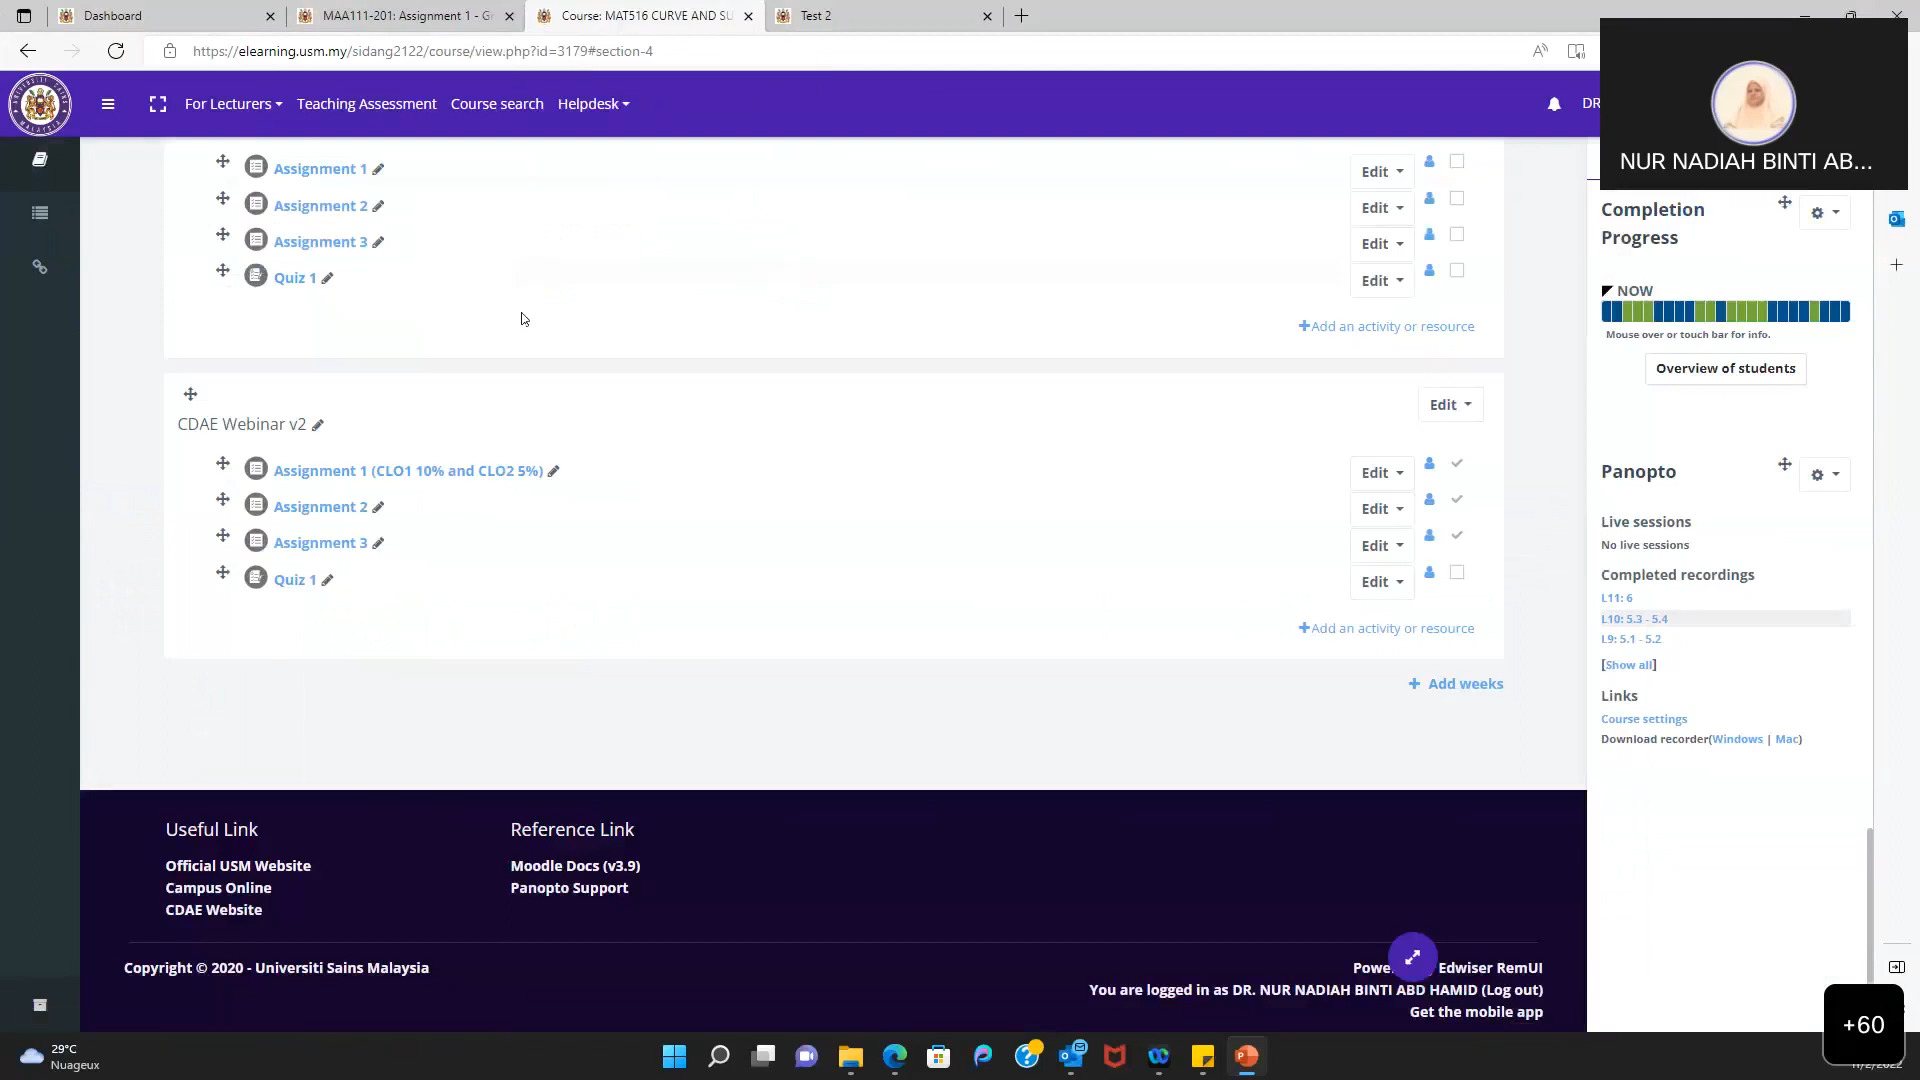 Dashboard
MAA111-201: Assignment 1 - Gr
Course: MAT516 CURVE AND SU
Test 2
https://elearning.usm.my/sidang2122/course/view.php?id=3179#section-4
For Lecturers
Teaching Assessment
Course search
Helpdesk
DR
NUR NADIAH BINTI AB...
Assignment 1
Edit
Assignment 2
Edit
Assignment 3
Edit
Quiz 1
Edit
Add an activity or resource
CDAE Webinar v2
Edit
Assignment 1 (CLO1 10% and CLO2 5%)
Edit
Assignment 2
Edit
Assignment 3
Edit
Quiz 1
Edit
Add an activity or resource
Add weeks
Completion
Progress
NOW
Mouse over or touch bar for info.
Overview of students
Panopto
Live sessions
No live sessions
Completed recordings
L11: 6
L10: 5.3 - 5.4
L9: 5.1 - 5.2
[Show all]
Links
Course settings
Download recorder(Windows | Mac)
Useful Link
Official USM Website
Campus Online
CDAE Website
Reference Link
Moodle Docs (v3.9)
Panopto Support
Copyright © 2020 - Universiti Sains Malaysia
Edwiser RemUI
You are logged in as DR. NUR NADIAH BINTI ABD HAMID (Log out)
Get the mobile app
+60
29°C
Nuageux